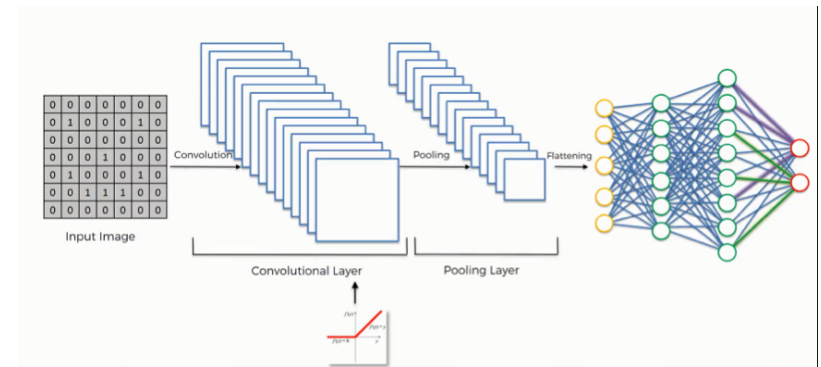 0 0 0 0 0 0 0
0 1 0 0 0 1 0
0 0 0 0 0 0 0
0 0 0 1 0 0 0
0 1 0 0 0 1 0
0 0 1 1 1 0 0
0 0 0 0 0 0 0
Input Image
Convolution
Pooling
Flattening
Convolutional Layer
Pooling Layer